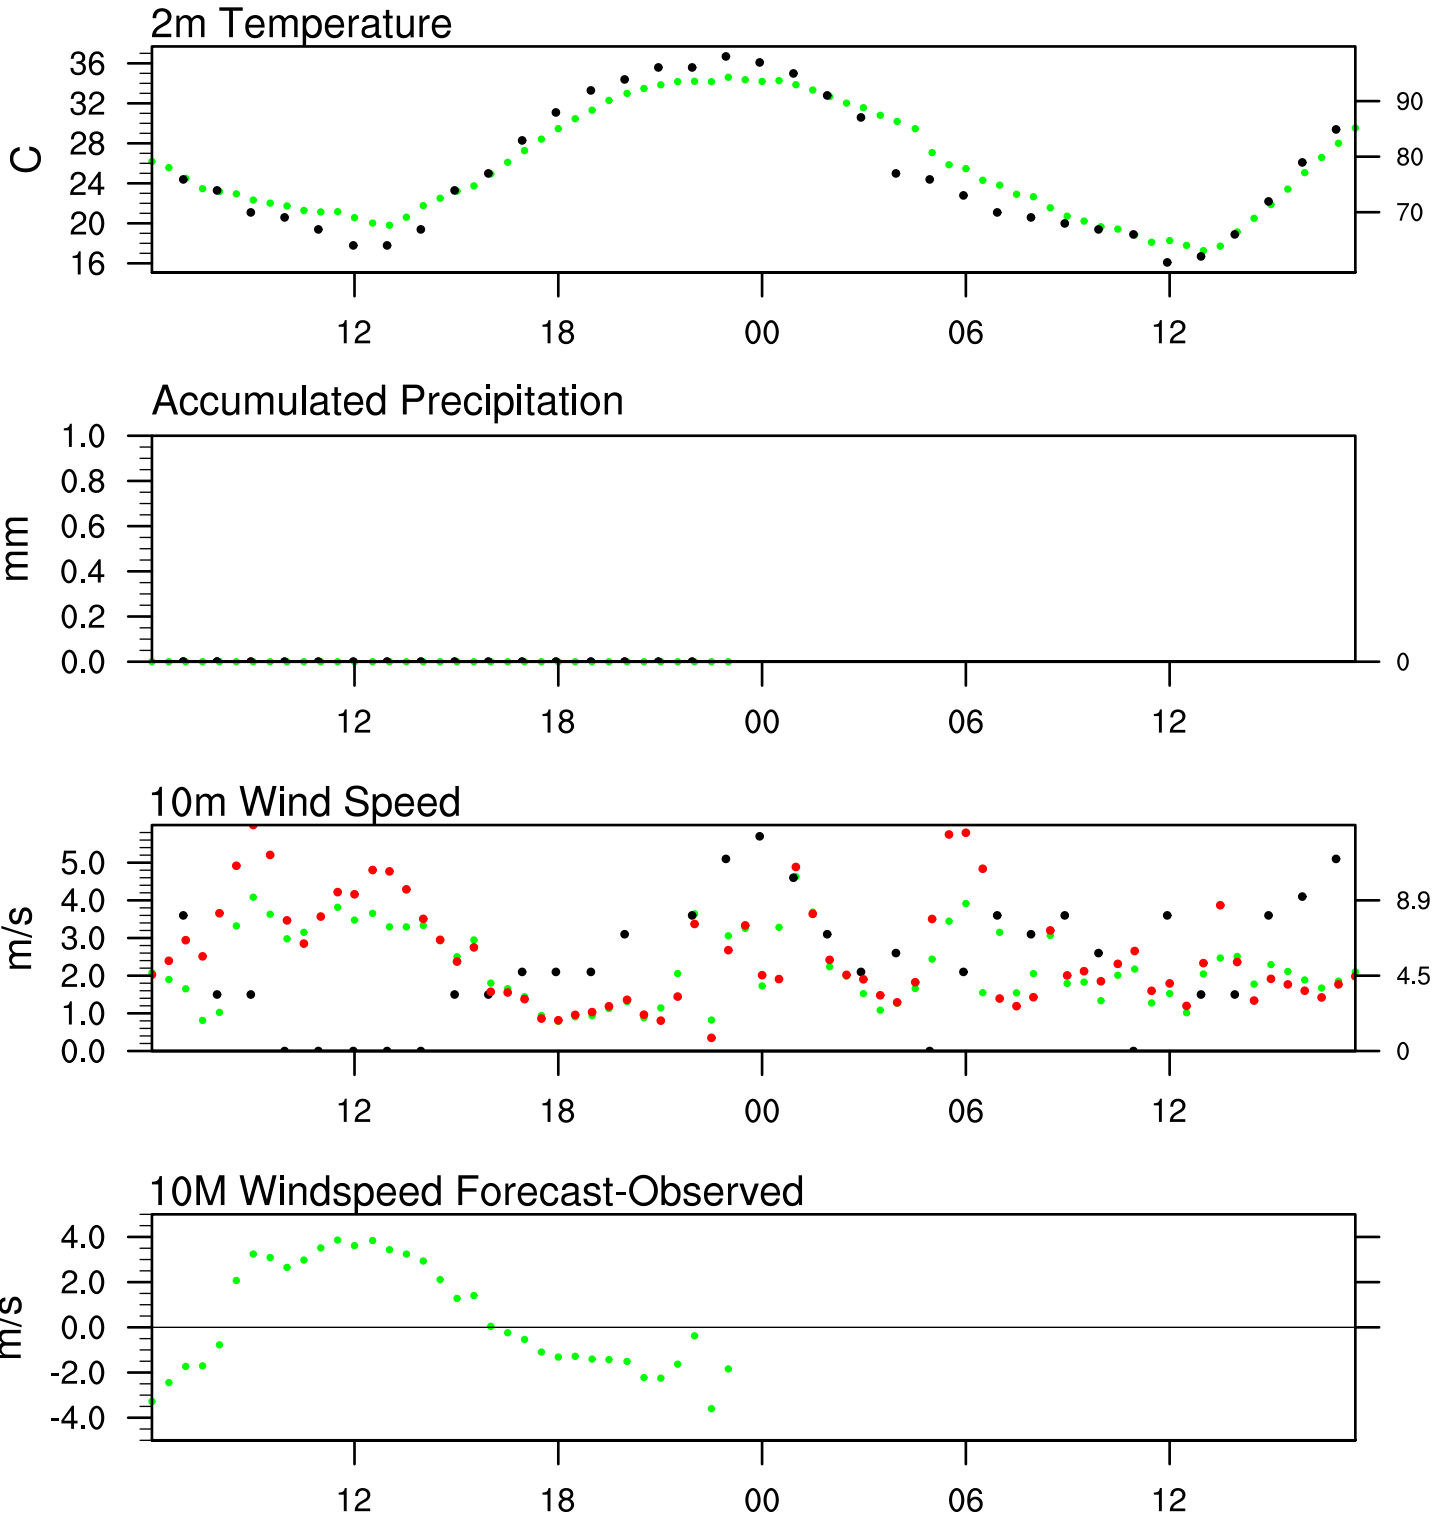 2m Temperature
36
32
28
24
20
16
C
90
80
70
12 18 00 06 12
Accumulated Precipitation
1.0
0.8
0.6
0.4
0.2
0.0
mm
0
12 18 00 06 12
10m Wind Speed
5.0
4.0
3.0
2.0
1.0
0.0
m/s
8.9
4.5
0
12 18 00 06 12
10M Windspeed Forecast-Observed
4.0
2.0
0.0
-2.0
-4.0
m/s
12 18 00 06 12